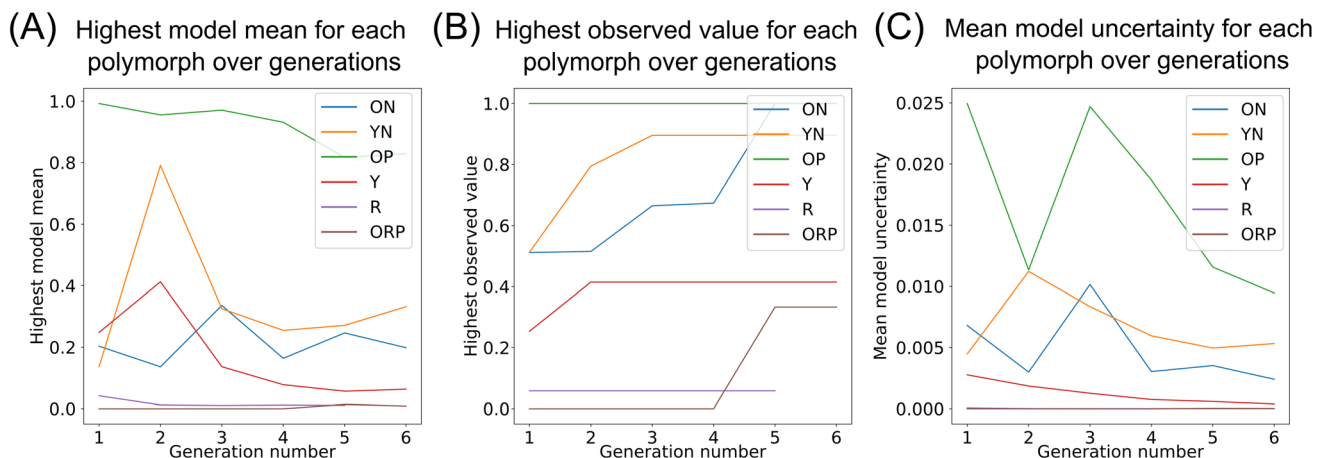 (A) Highest model mean for each
polymorph over generations
1.0
0.8
0.6
0.4
0.2
0.0
Highest model mean
1 2 3 4 5 6
Generation number
ON
YN
OP
Y
R
ORP
(B) Highest observed value for each
polymorph over generations
1.0
0.8
0.6
0.4
0.2
0.0
Highest observed value
1 2 3 4 5 6
Generation number
ON
YN
OP
Y
R
ORP
(C) Mean model uncertainty for each
polymorph over generations
0.025
0.020
0.015
0.010
0.005
0.000
Mean model uncertainty
1 2 3 4 5 6
Generation number
ON
YN
OP
Y
R
ORP